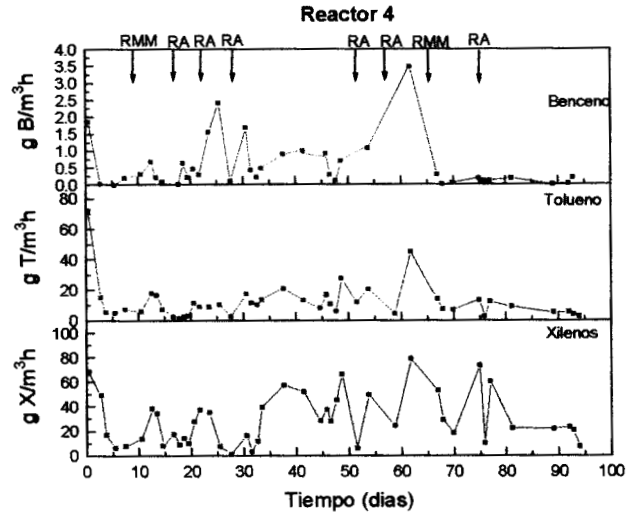 Reactor 4
RMM RA RA RA RA RA RMM RA
4.0
3.5
3.0
2.5
2.0
1.5
1.0
0.5
0.0
g B/m³h
Benceno
80
60
40
20
0
g T/m³h
Tolueno
100
80
60
40
20
0
g X/m³h
Xilenos
0 10 20 30 40 50 60 70 80 90 100
Tiempo (dias)